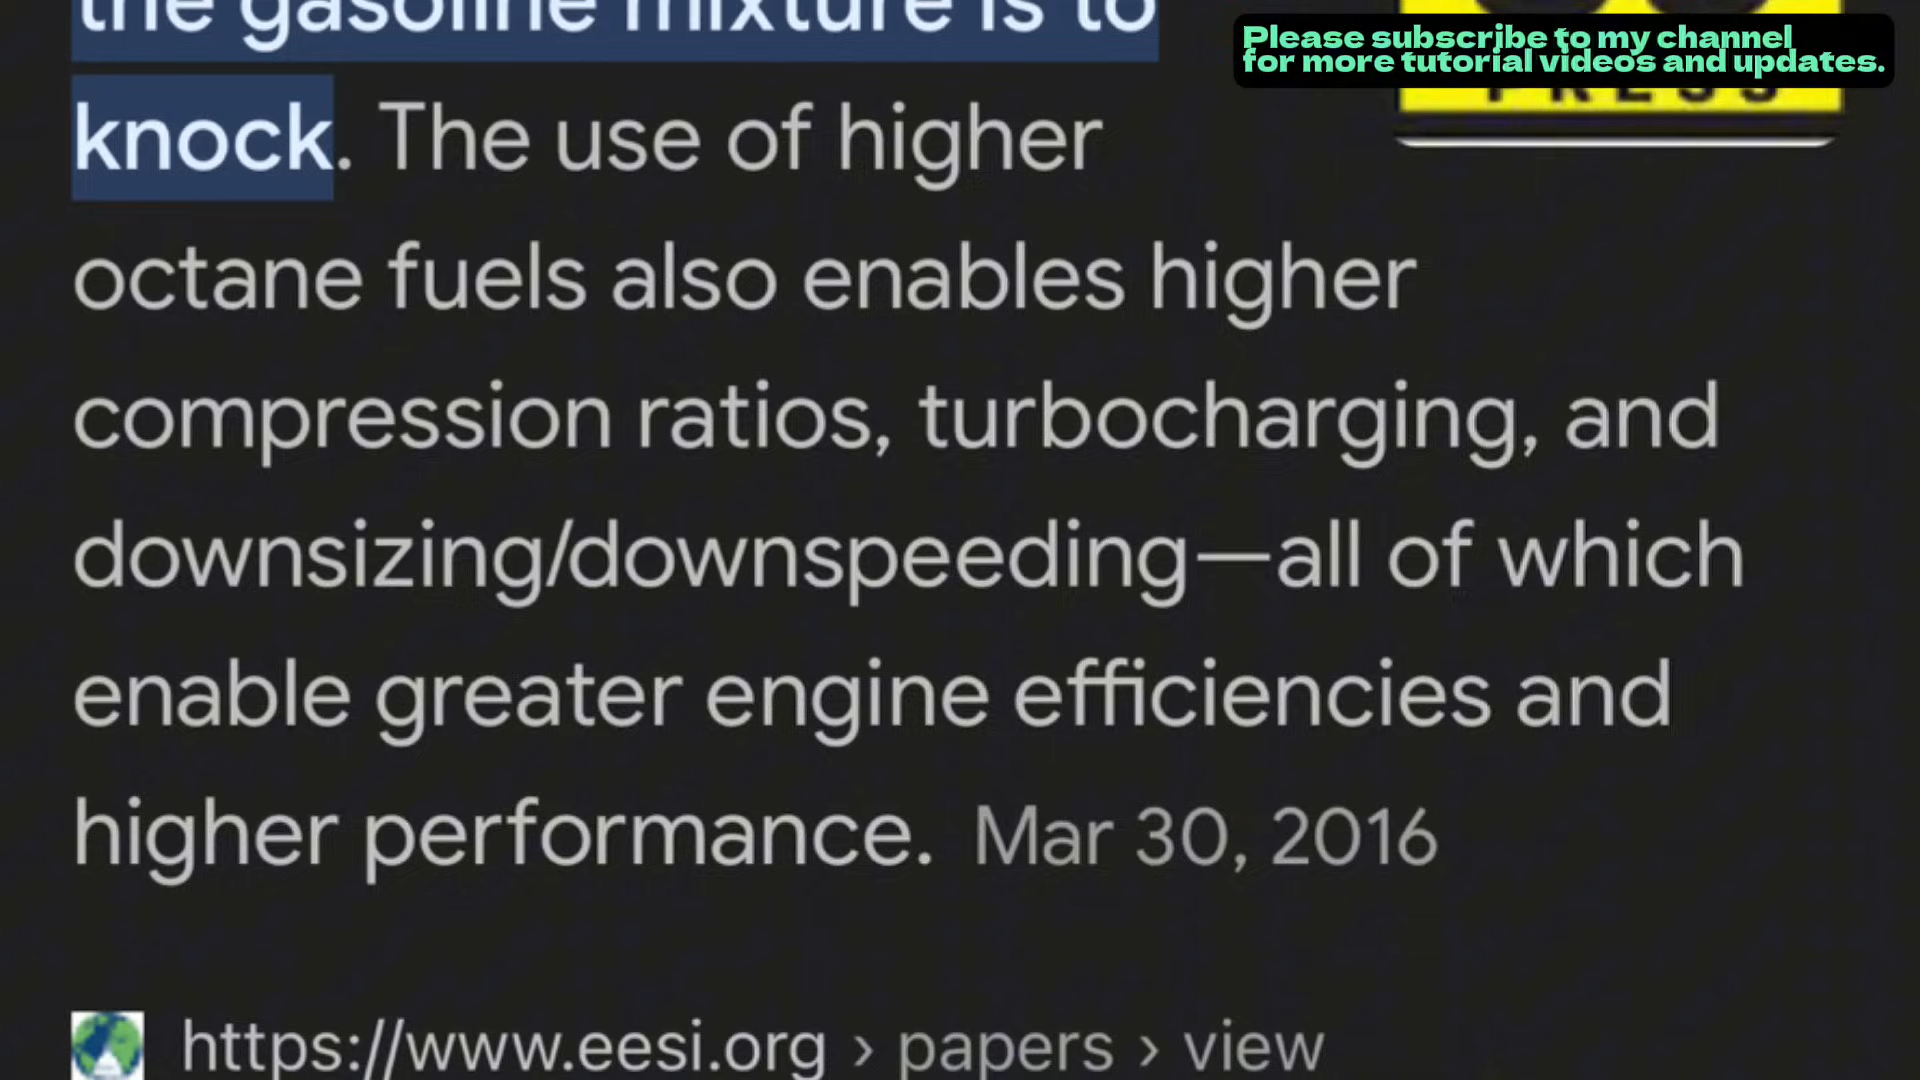 the gasoline mixture is to
Please subscribe to my channel
for more tutorial videos and updates.
PRESS
knock. The use of higher
octane fuels also enables higher
compression ratios, turbocharging, and
downsizing/downspeeding—all of which
enable greater engine efficiencies and
higher performance. Mar 30, 2016
https://www.eesi.org › papers › view